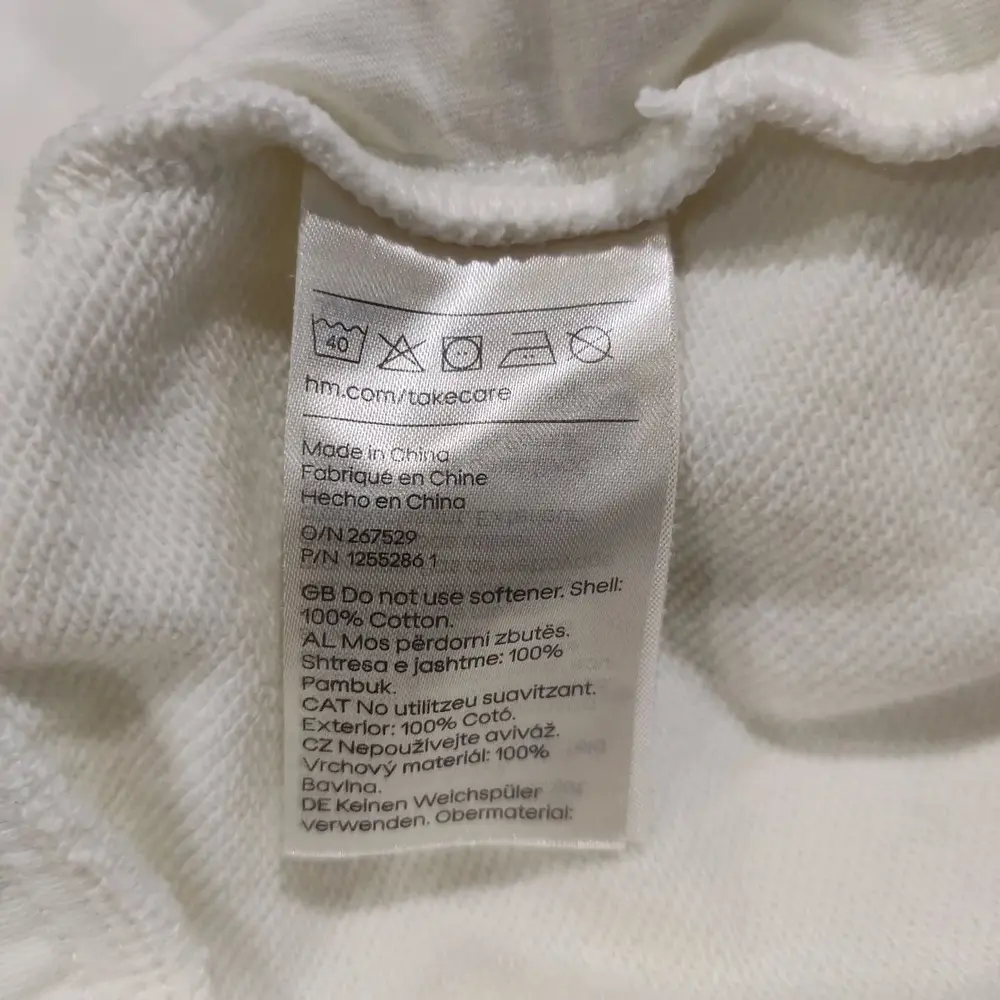 40
hm.com/takecare
Made in China
Fabriqué en Chine
Hecho en China
O/N 267529
P/N 1255286 1
GB Do not use softener. Shell:
100% Cotton.
AL Mos përdorni zbutës.
Shtresa e jashtme: 100%
Pambuk.
CAT No utilitzeu suavitzant.
Exterior: 100% Cotó.
CZ Nepoužívejte aviváž.
Vrchový materiál: 100%
Bavlna.
DE Keinen Weichspüler
verwenden. Obermaterial: